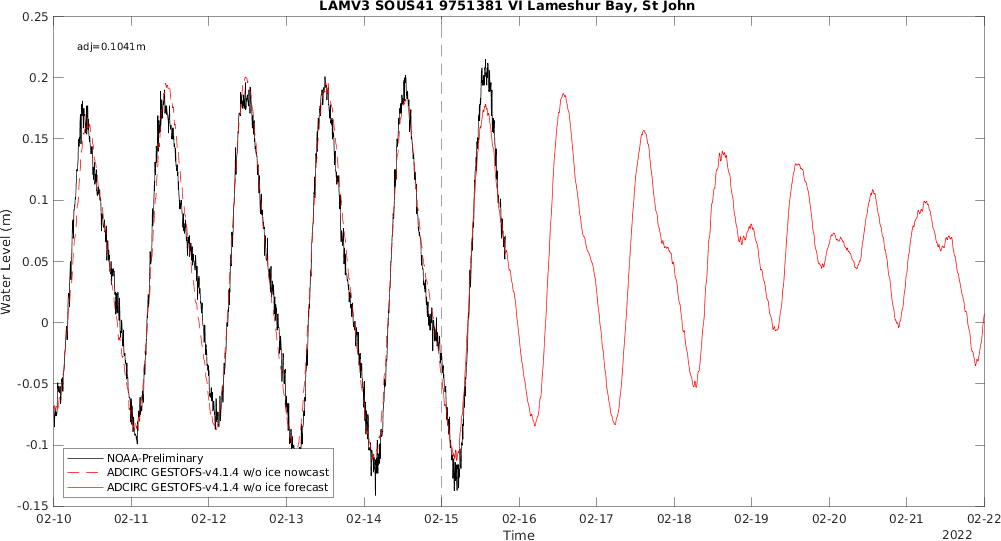 LAMV3 SOUS41 9751381 VI Lameshur Bay, St John
adj=0.1041m
0.25
0.2
0.15
0.1
0.05
0
-0.05
-0.1
-0.15
Water Level (m)
NOAA-Preliminary
ADCIRC GESTOFS-v4.1.4 w/o ice nowcast
ADCIRC GESTOFS-v4.1.4 w/o ice forecast
02-10 02-11 02-12 02-13 02-14 02-15 02-16 02-17 02-18 02-19 02-20 02-21 02-22
Time
2022